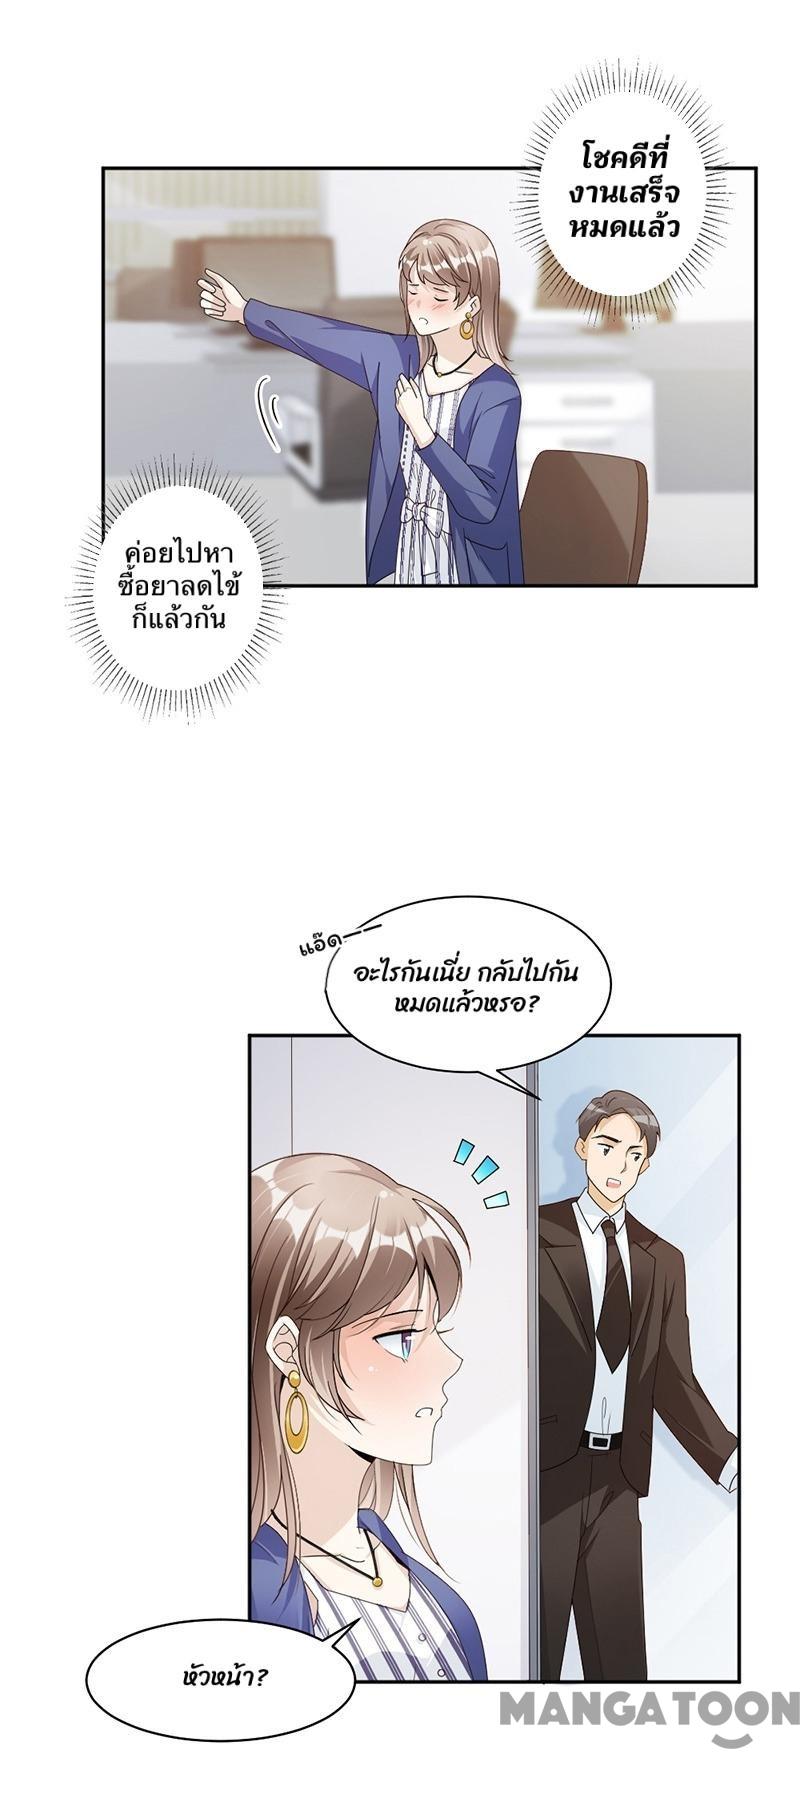 โชคดีที่
งานเสร็จ
หมดแล้ว
ค่อยไปหา
ซื้อยาลดไข้
ก็แล้วกัน
แอ๊ด——
อะไรกันเนี่ย กลับไปกัน
หมดแล้วหรอ?
หัวหน้า?
MANGATOON